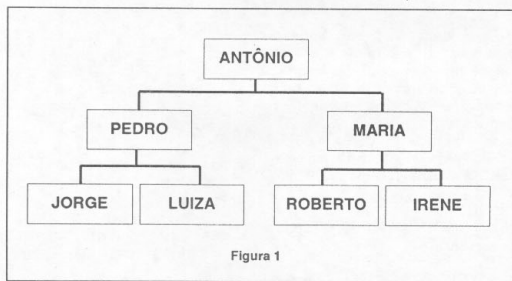 ANTÔNIO
PEDRO MARIA
JORGE LUIZA ROBERTO IRENE
Figura 1